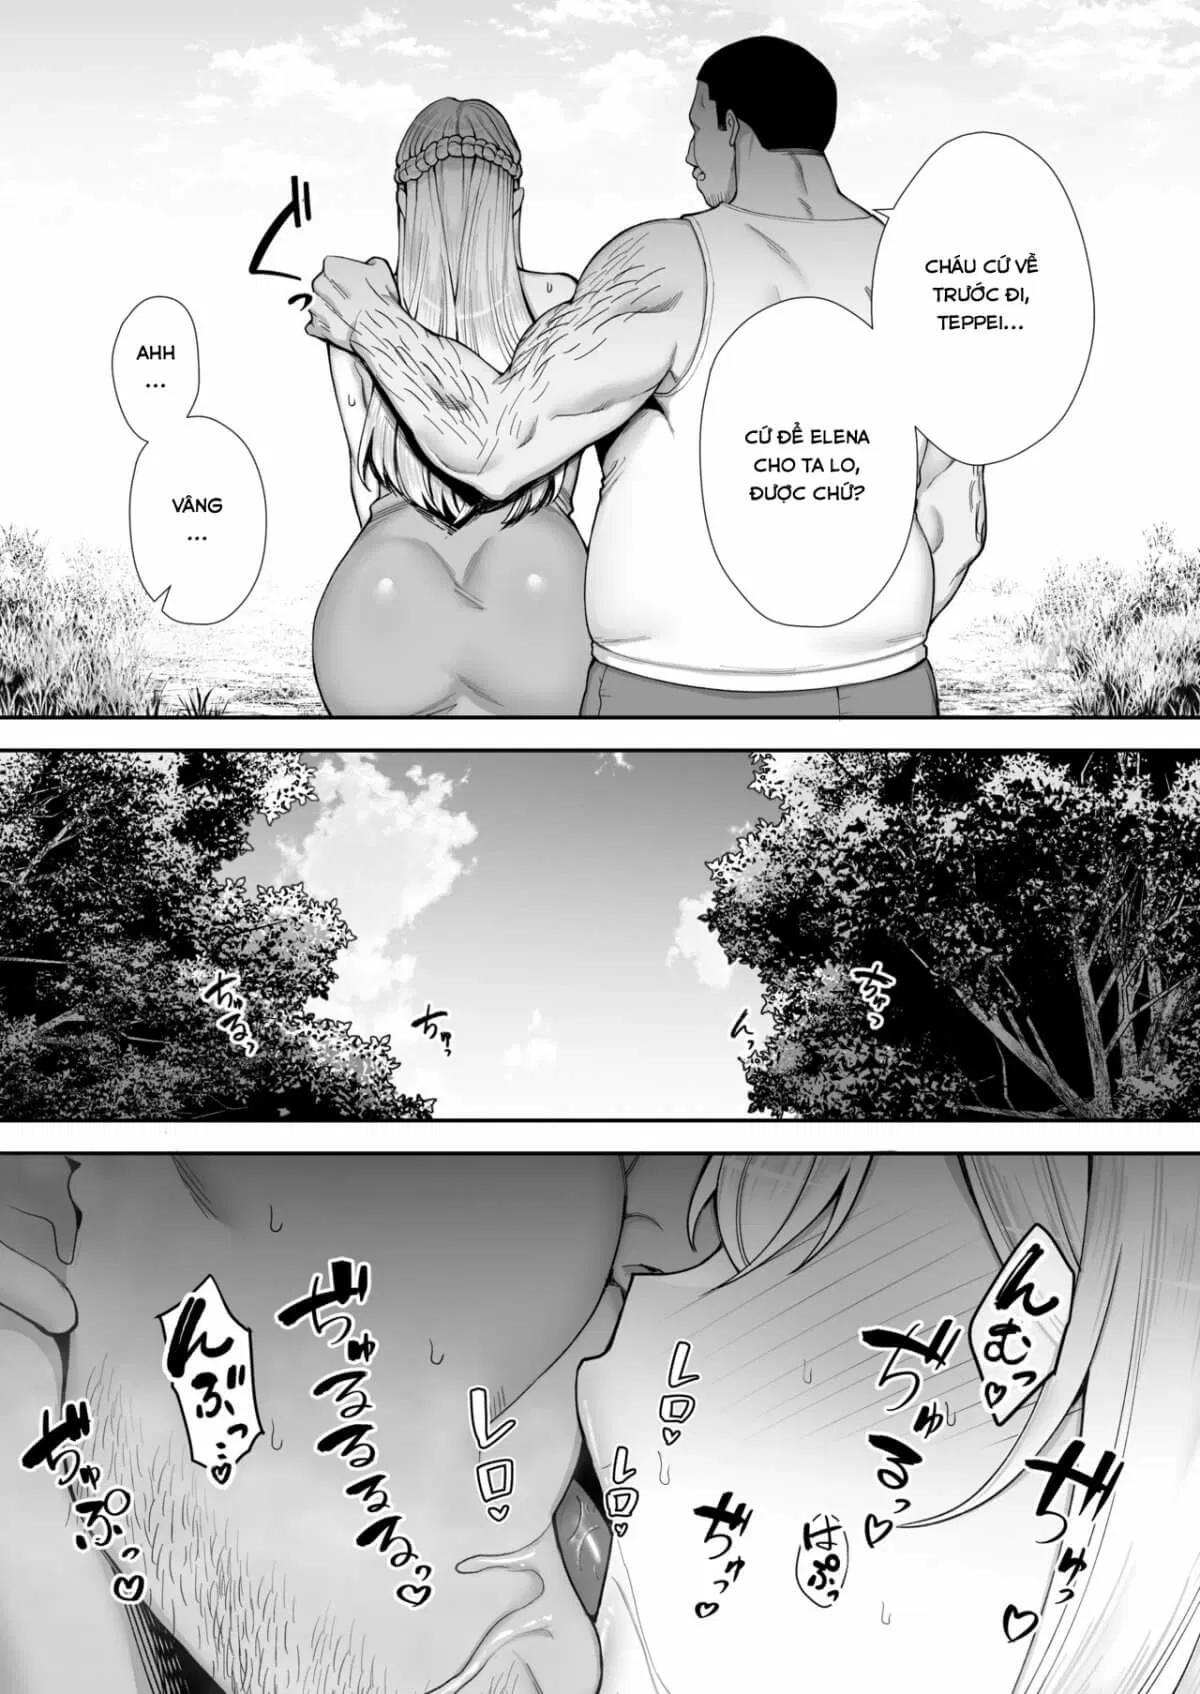 CHÁU CỨ VỀ
TRƯỚC ĐI,
TEPPEI...
CỨ ĐỂ ELENA
CHO TA LO,
ĐƯỢC CHỨ?
AHH
...
VÂNG
...
ちゅっ
んっ
ちゅっ
ちゅるっ
んむっ♡
ぢゅるっ♡
ぢゅっ♡
はぷっ
ぢゅっ♡
レロ
レロ♡
レロ♡
ぢゅるるるるっ♡
んぶっ…♡
ぢゅぷっ♡